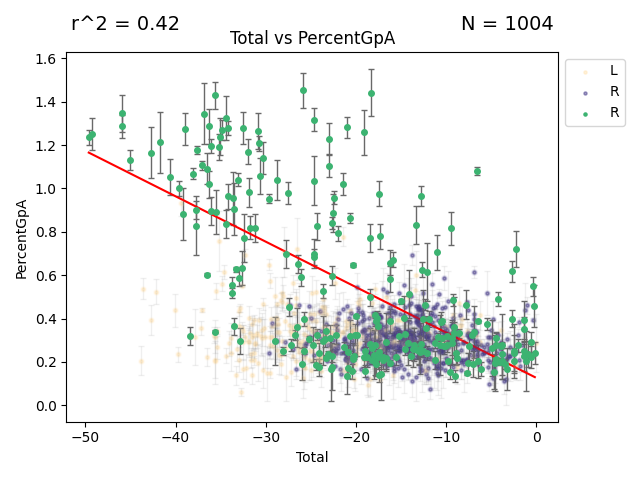 r^2 = 0.42
N = 1004
Total vs PercentGpA
L
R
R
PercentGpA
1.6
1.4
1.2
1.0
0.8
0.6
0.4
0.2
0.0
−50
−40
−30
−20
−10
0
Total